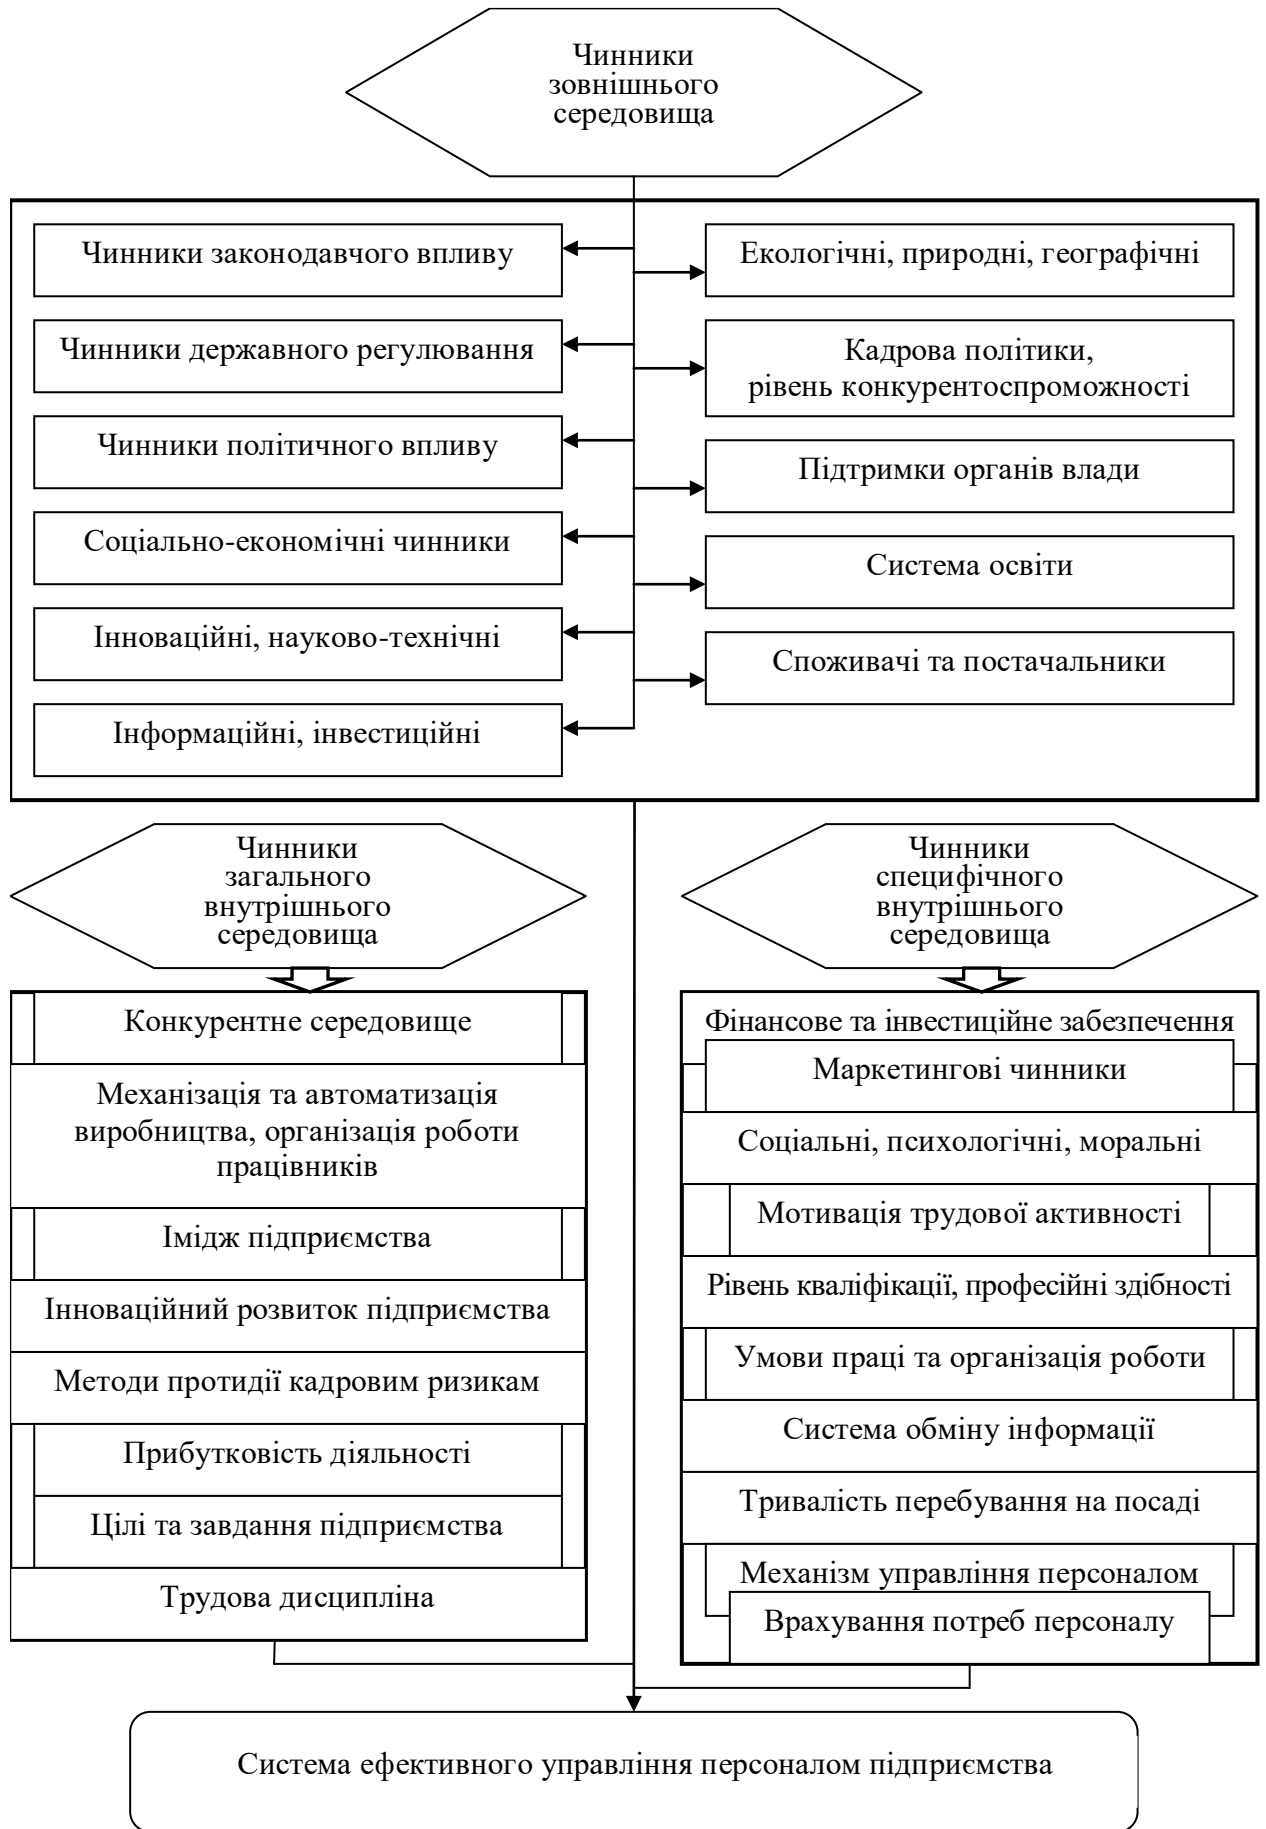 Чинники
зовнішнього
середовища
Чинники законодавчого впливу
Чинники державного регулювання
Чинники політичного впливу
Соціально-економічні чинники
Інноваційні, науково-технічні
Інформаційні, інвестиційні
Екологічні, природні, географічні
Кадрова політики,
рівень конкурентоспроможності
Підтримки органів влади
Система освіти
Споживачі та постачальники
Чинники
загального
внутрішнього
середовища
Конкурентне середовище
Механізація та автоматизація
виробництва, організація роботи
працівників
Імідж підприємства
Інноваційний розвиток підприємства
Методи протидії кадровим ризикам
Прибутковість діяльності
Цілі та завдання підприємства
Трудова дисципліна
Чинники
специфічного
внутрішнього
середовища
Фінансове та інвестиційне забезпечення
Маркетингові чинники
Соціальні, психологічні, моральні
Мотивація трудової активності
Рівень кваліфікації, професійні здібності
Умови праці та організація роботи
Система обміну інформації
Тривалість перебування на посаді
Механізм управління персоналом
Врахування потреб персоналу
Система ефективного управління персоналом підприємства